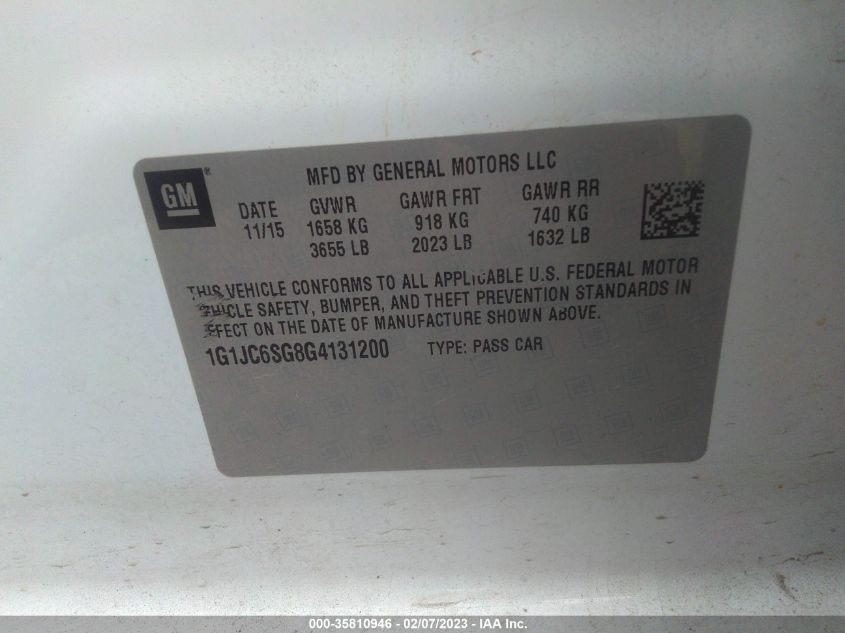 MFD BY GENERAL MOTORS LLC
GM®
DATE GVWR GAWR FRT GAWR RR
11/15 1658 KG 918 KG 740 KG
3655 LB 2023 LB 1632 LB
THIS VEHICLE CONFORMS TO ALL APPLICABLE U.S. FEDERAL MOTOR
VEHICLE SAFETY, BUMPER, AND THEFT PREVENTION STANDARDS IN
EFFECT ON THE DATE OF MANUFACTURE SHOWN ABOVE.
1G1JC6SG8G4131200 TYPE: PASS CAR
000-35810946 - 02/07/2023 - IAA Inc.